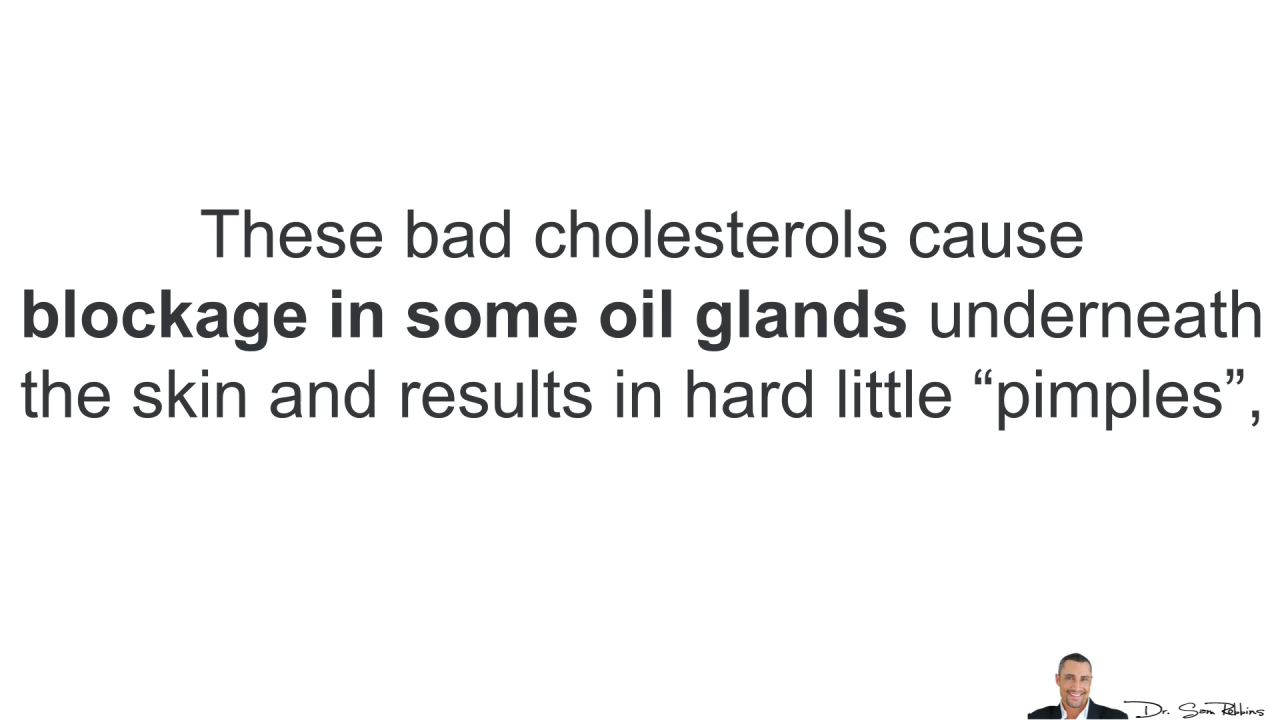 These bad cholesterols cause
blockage in some oil glands underneath
the skin and results in hard little “pimples”,
Dr. Sam Robbins